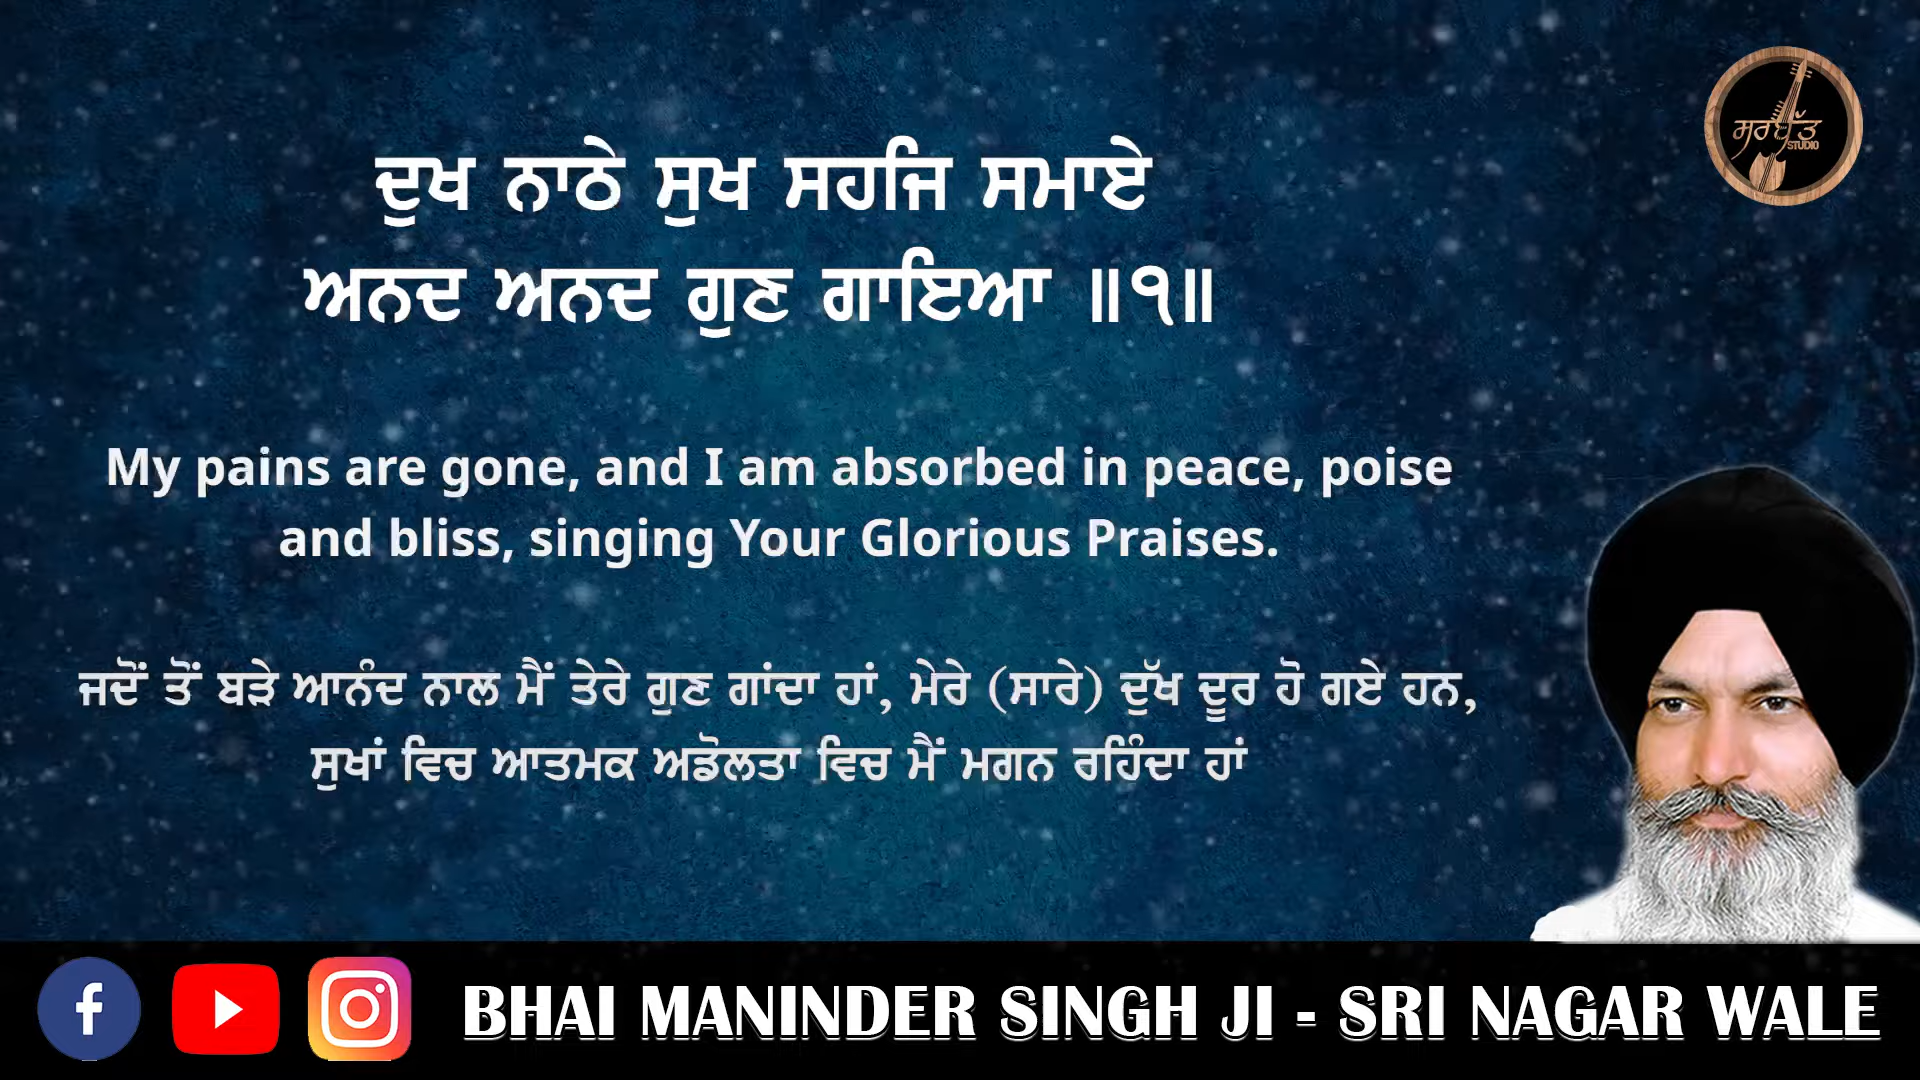 ਸਰਬੱਤ
STUDIO
ਦੁਖ ਨਾਠੇ ਸੁਖ ਸਹਜਿ ਸਮਾਏ
ਅਨਦ ਅਨਦ ਗੁਣ ਗਾਇਆ ॥੧॥
My pains are gone, and I am absorbed in peace, poise
and bliss, singing Your Glorious Praises.
ਜਦੋਂ ਤੋਂ ਬੜੇ ਆਨੰਦ ਨਾਲ ਮੈਂ ਤੇਰੇ ਗੁਣ ਗਾਂਦਾ ਹਾਂ, ਮੇਰੇ (ਸਾਰੇ) ਦੁੱਖ ਦੂਰ ਹੋ ਗਏ ਹਨ,
ਸੁਖਾਂ ਵਿਚ ਆਤਮਕ ਅਡੋਲਤਾ ਵਿਚ ਮੈਂ ਮਗਨ ਰਹਿੰਦਾ ਹਾਂ
BHAI MANINDER SINGH JI - SRI NAGAR WALE